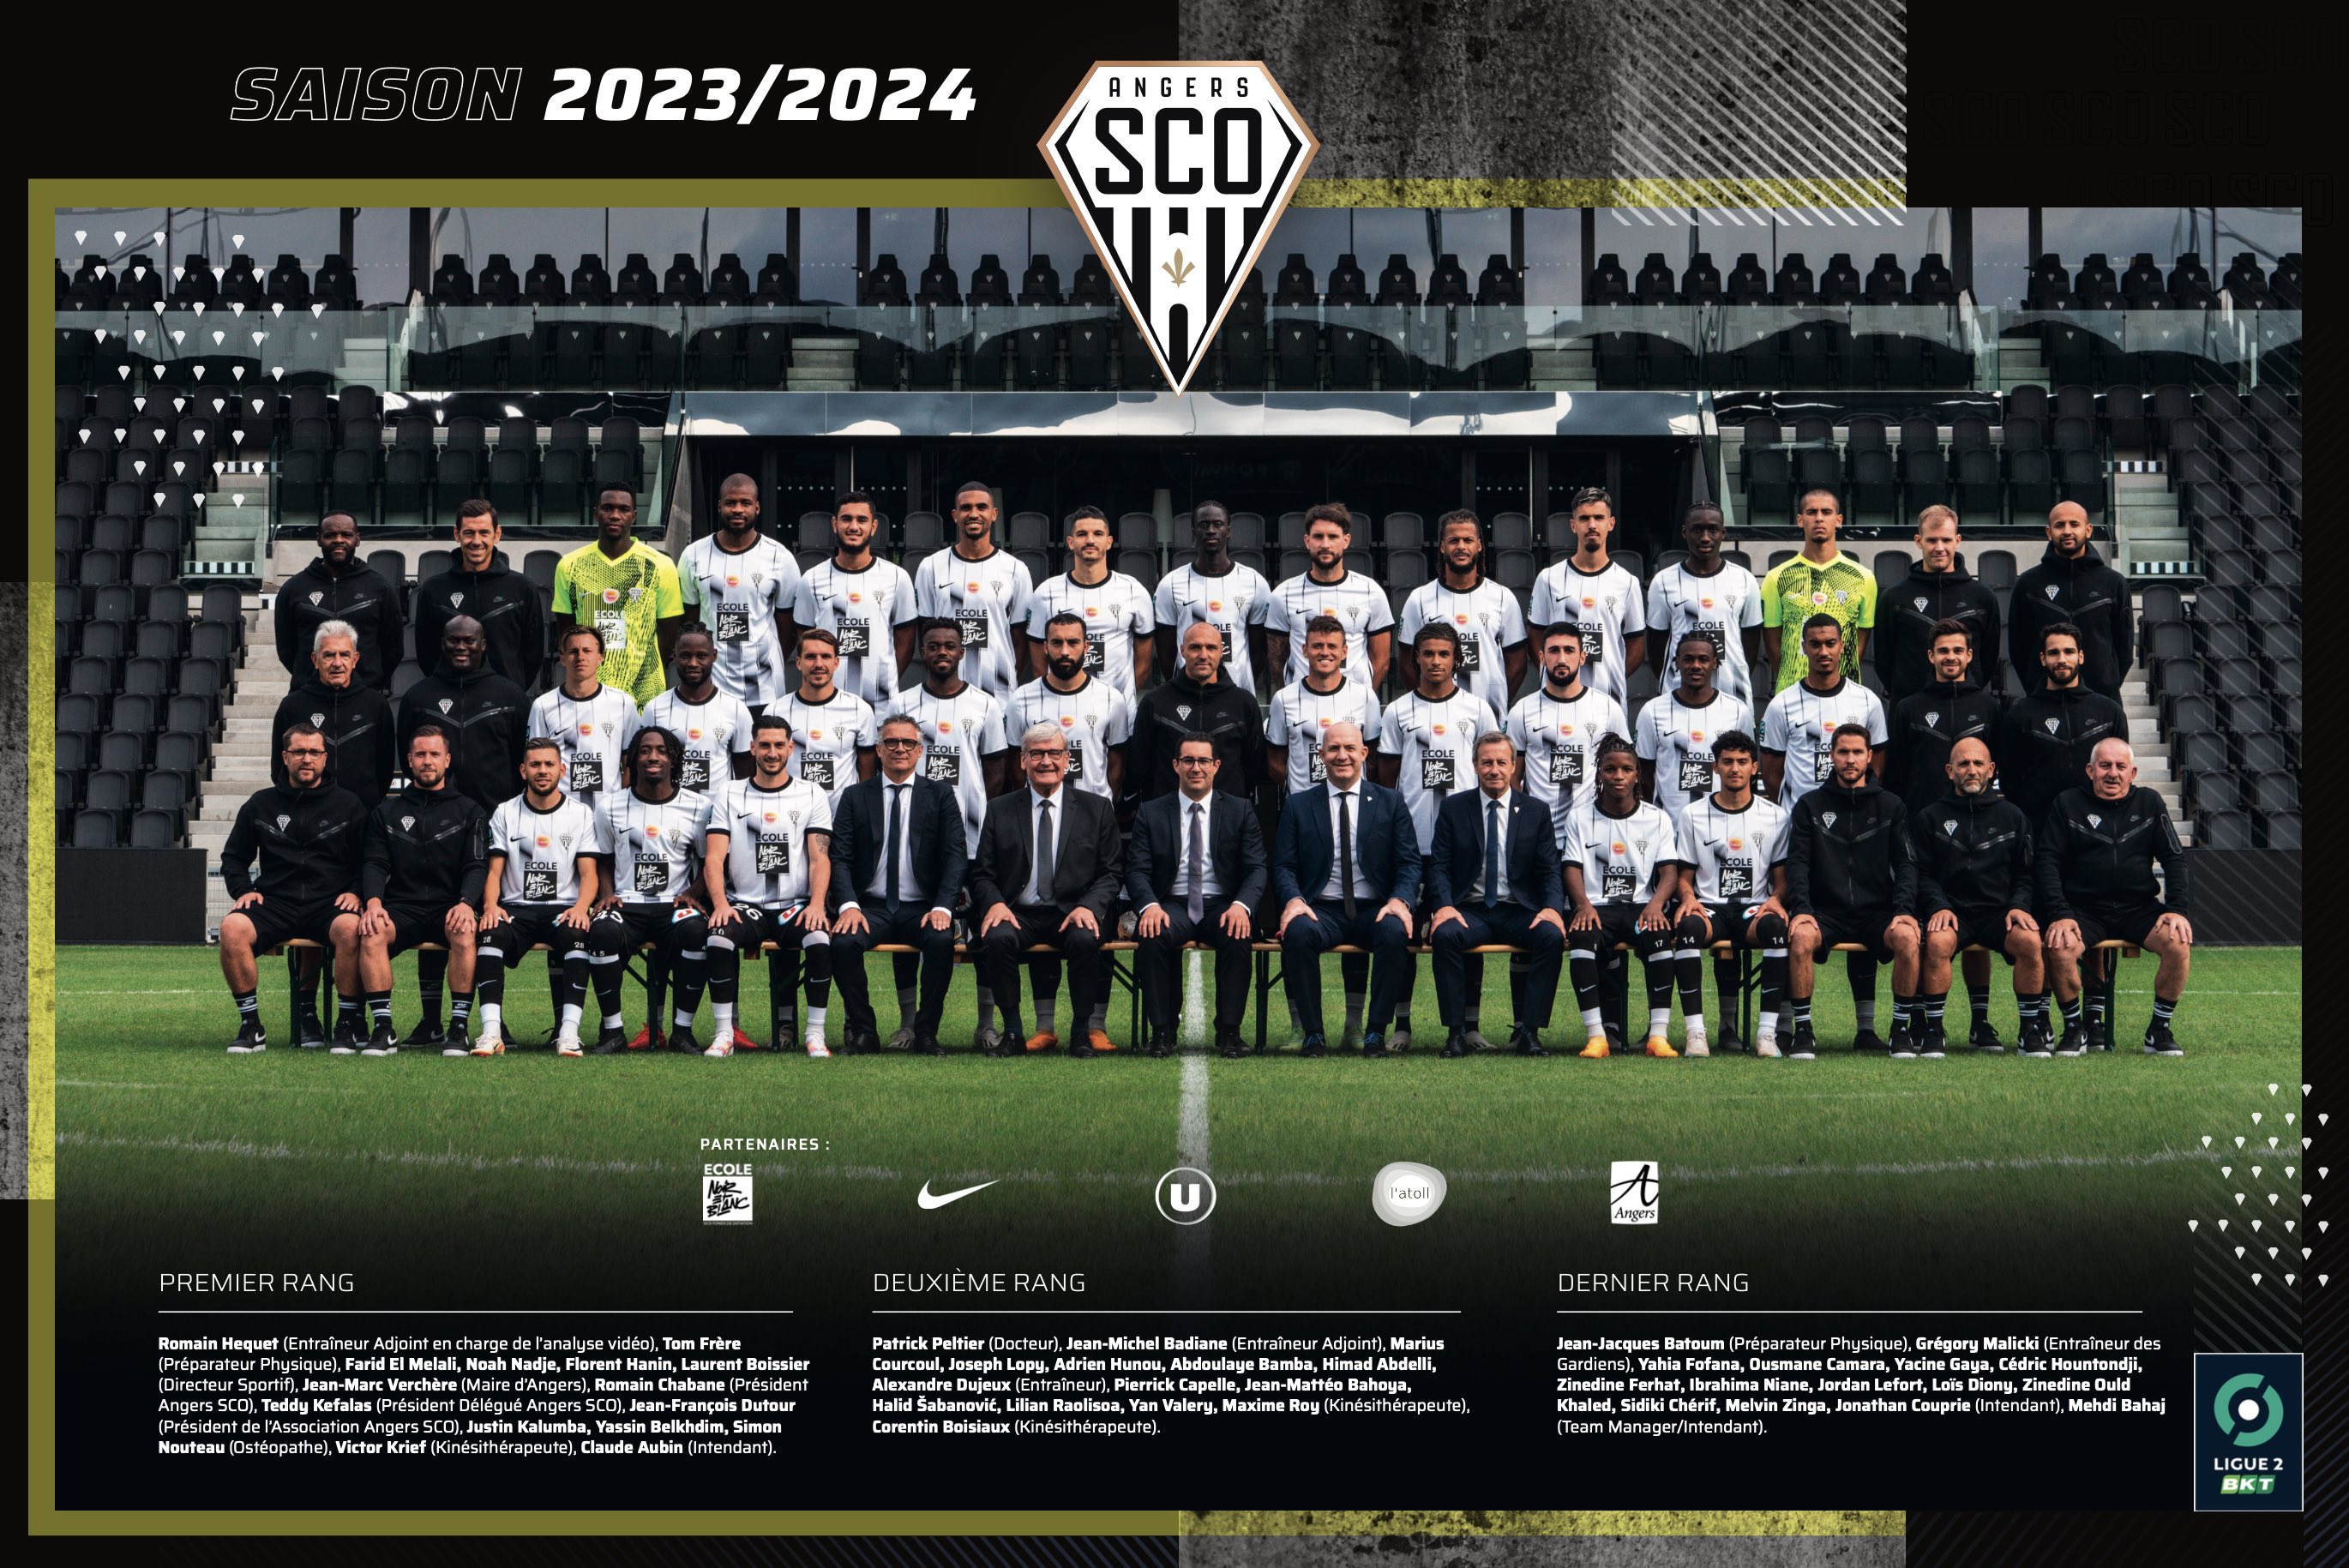 SAISON 2023/2024
ANGERS
SCO
PARTENAIRES :
ECOLE
NOIR
ET
BLANC
U
l'atoll
A
Angers
PREMIER RANG
Romain Hequet (Entraîneur Adjoint en charge de l'analyse vidéo), Tom Frère
(Préparateur Physique), Farid El Melali, Noah Nadje, Florent Hanin, Laurent Boissier
(Directeur Sportif), Jean-Marc Verchère (Maire d'Angers), Romain Chabane (Président
Angers SCO), Teddy Kefalas (Président Délégué Angers SCO), Jean-François Dutour
(Président de l'Association Angers SCO), Justin Kalumba, Yassin Belkhdim, Simon
Nouteau (Ostéopathe), Victor Krief (Kinésithérapeute), Claude Aubin (Intendant).
DEUXIÈME RANG
Patrick Peltier (Docteur), Jean-Michel Badiane (Entraîneur Adjoint), Marius
Courcoul, Joseph Lopy, Adrien Hunou, Abdoulaye Bamba, Himad Abdelli,
Alexandre Dujeux (Entraîneur), Pierrick Capelle, Jean-Mattéo Bahoya,
Halid Šabanović, Lilian Raolisoa, Yan Valery, Maxime Roy (Kinésithérapeute),
Corentin Boisiaux (Kinésithérapeute).
DERNIER RANG
Jean-Jacques Batoum (Préparateur Physique), Grégory Malicki (Entraîneur des
Gardiens), Yahia Fofana, Ousmane Camara, Yacine Gaya, Cédric Hountondji,
Zinedine Ferhat, Ibrahima Niane, Jordan Lefort, Loïs Diony, Zinedine Ould
Khaled, Sidiki Chérif, Melvin Zinga, Jonathan Couprie (Intendant), Mehdi Bahaj
(Team Manager/Intendant).
LIGUE 2
BKT